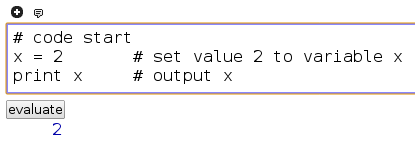 # code start
x = 2       # set value 2 to variable x
print x     # output x
evaluate
2